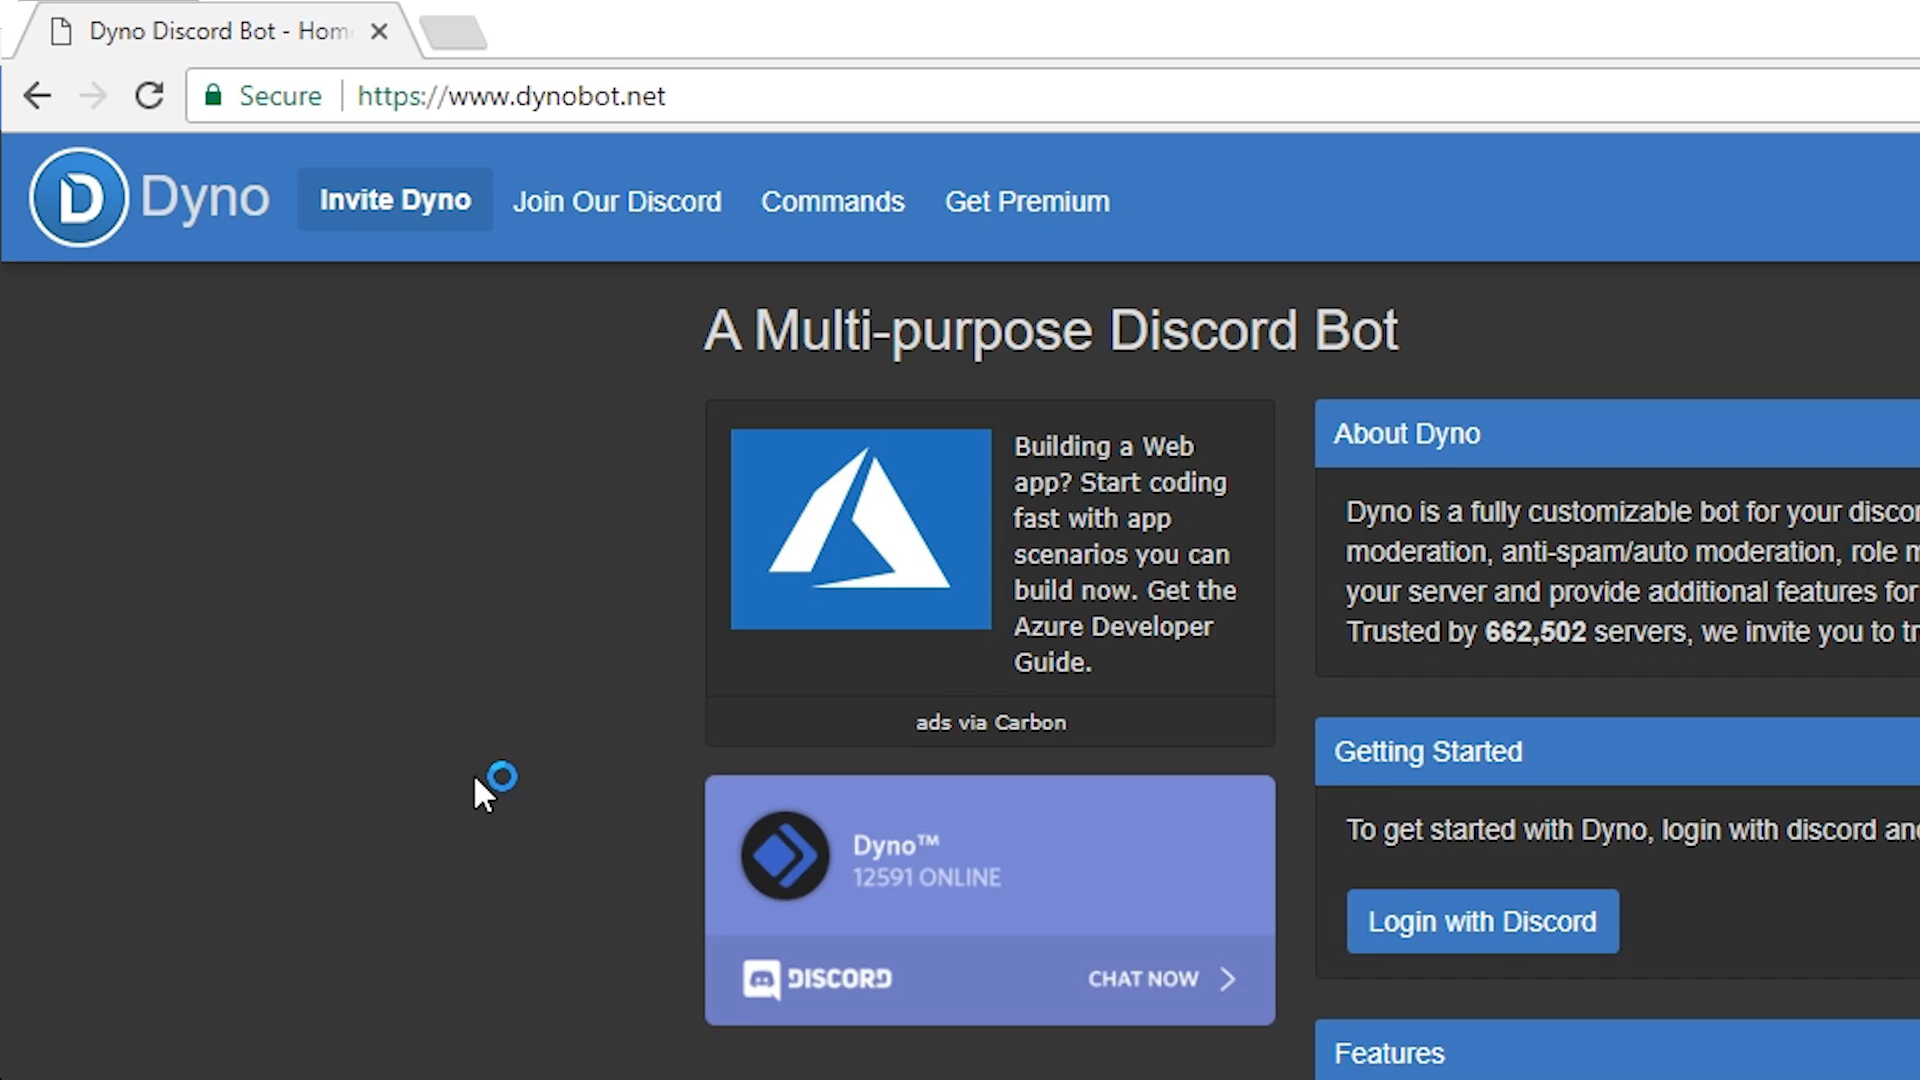 Dyno Discord Bot - Hom
Secure https://www.dynobot.net
D Dyno Invite Dyno Join Our Discord Commands Get Premium
A Multi-purpose Discord Bot
Building a Web
app? Start coding
fast with app
scenarios you can
build now. Get the
Azure Developer
Guide.
ads via Carbon
Dyno™
12591 ONLINE
DISCORD CHAT NOW
About Dyno
Dyno is a fully customizable bot for your discor
moderation, anti-spam/auto moderation, role m
your server and provide additional features for
Trusted by 662,502 servers, we invite you to tr
Getting Started
To get started with Dyno, login with discord and
Login with Discord
Features